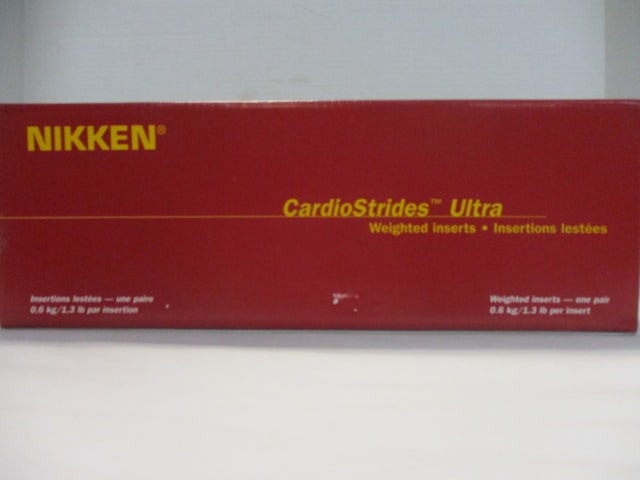 NIKKEN®
CardioStrides™ Ultra
Weighted inserts • Insertions lestées
Insertions lestées — une paire
0.6 kg/1.3 lb par insertion
Weighted inserts — one pair
0.6 kg/1.3 lb per insert